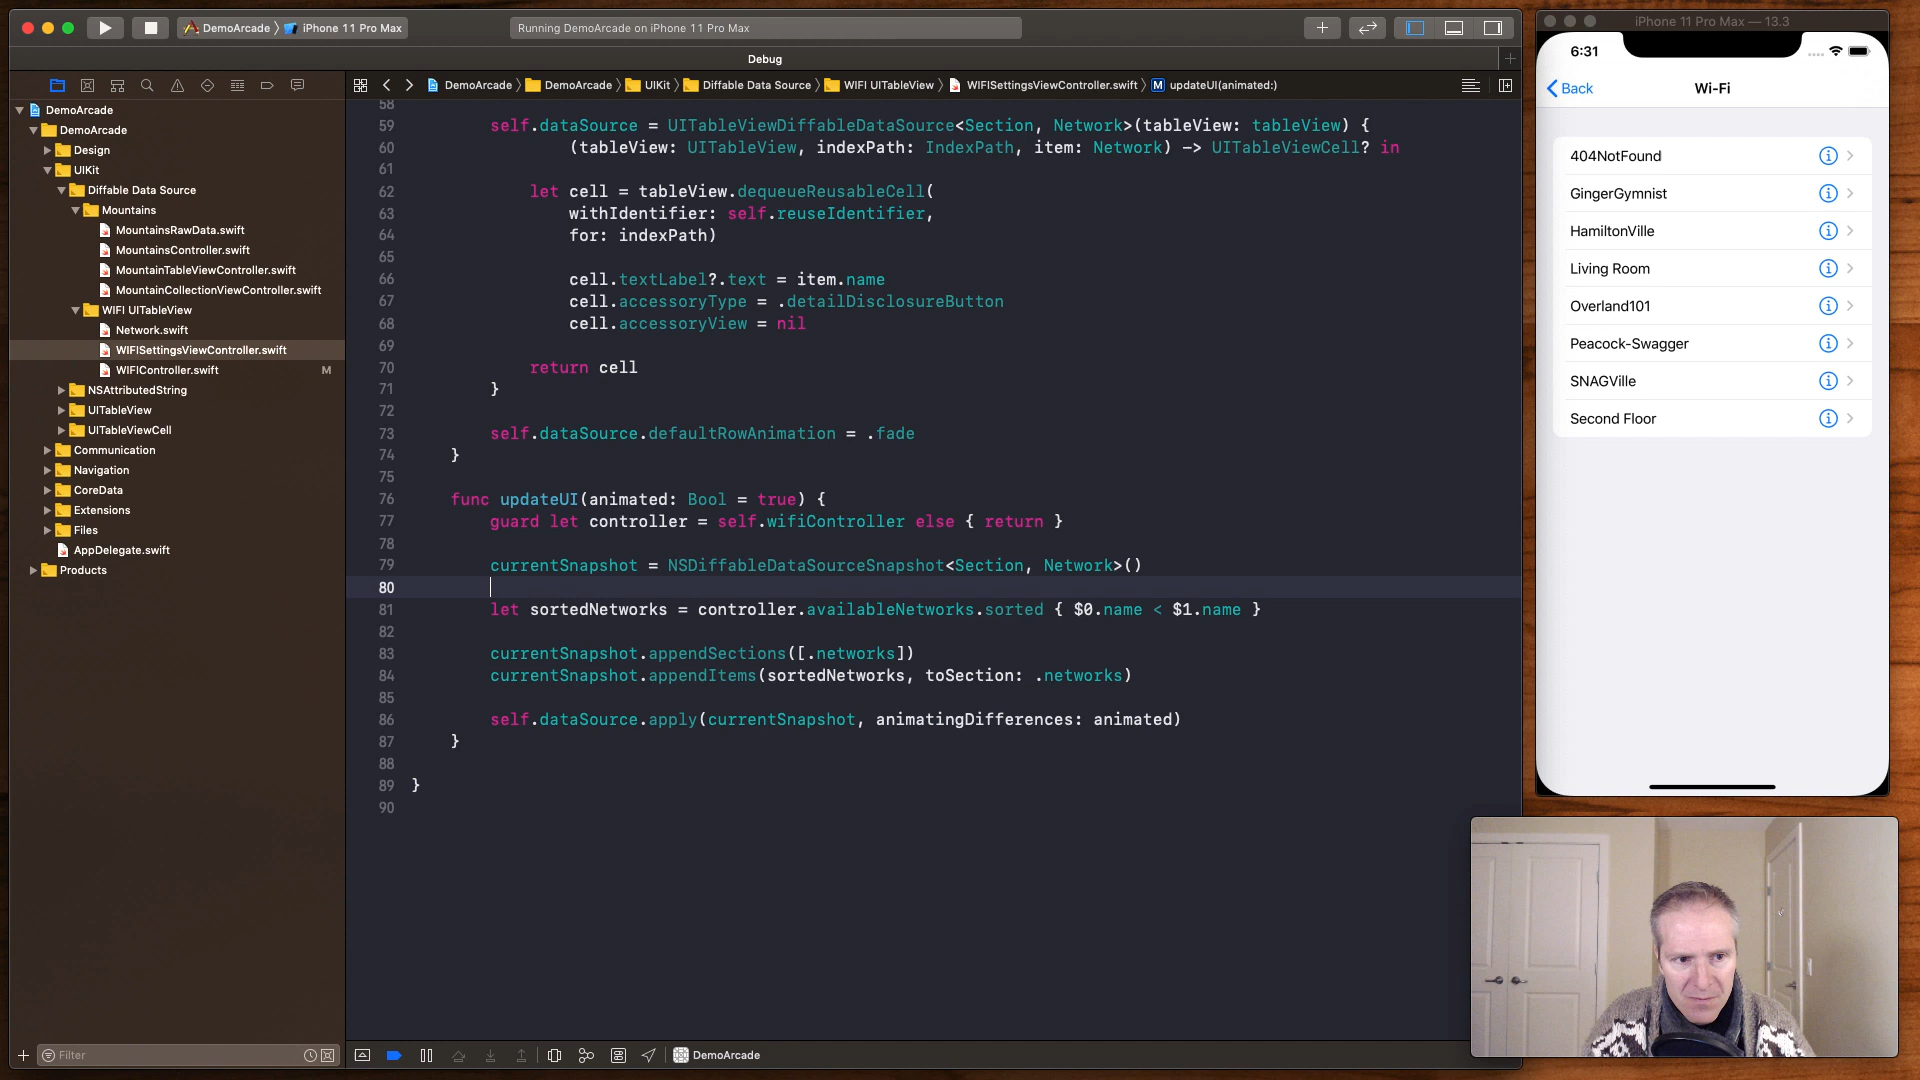 DemoArcade
iPhone 11 Pro Max
Running DemoArcade on iPhone 11 Pro Max
iPhone 11 Pro Max — 13.3
Debug
DemoArcade
DemoArcade
UIKit
Diffable Data Source
WIFI UITableView
WIFISettingsViewController.swift
M
updateUI(animated:)
DemoArcade
DemoArcade
Design
UIKit
Diffable Data Source
Mountains
MountainsRawData.swift
MountainsController.swift
MountainTableViewController.swift
MountainCollectionViewController.swift
WIFI UITableView
Network.swift
WIFISettingsViewController.swift
WIFIController.swift M
NSAttributedString
UITableView
UITableViewCell
Communication
Navigation
CoreData
Extensions
Files
AppDelegate.swift
Products
Filter
58
59 self.dataSource = UITableViewDiffableDataSource<Section, Network>(tableView: tableView) {
60 (tableView: UITableView, indexPath: IndexPath, item: Network) -> UITableViewCell? in
61
62 let cell = tableView.dequeueReusableCell(
63 withIdentifier: self.reuseIdentifier,
64 for: indexPath)
65
66 cell.textLabel?.text = item.name
67 cell.accessoryType = .detailDisclosureButton
68 cell.accessoryView = nil
69
70 return cell
71 }
72
73 self.dataSource.defaultRowAnimation = .fade
74 }
75
76 func updateUI(animated: Bool = true) {
77 guard let controller = self.wifiController else { return }
78
79 currentSnapshot = NSDiffableDataSourceSnapshot<Section, Network>()
80
81 let sortedNetworks = controller.availableNetworks.sorted { $0.name < $1.name }
82
83 currentSnapshot.appendSections([.networks])
84 currentSnapshot.appendItems(sortedNetworks, toSection: .networks)
85
86 self.dataSource.apply(currentSnapshot, animatingDifferences: animated)
87 }
88
89 }
90
DemoArcade
6:31
Back
Wi-Fi
404NotFound
GingerGymnist
HamiltonVille
Living Room
Overland101
Peacock-Swagger
SNAGVille
Second Floor